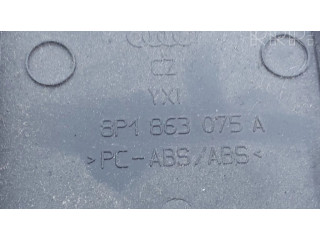 YXI
8P1 863 075 A
>PC-ABS/ABS<